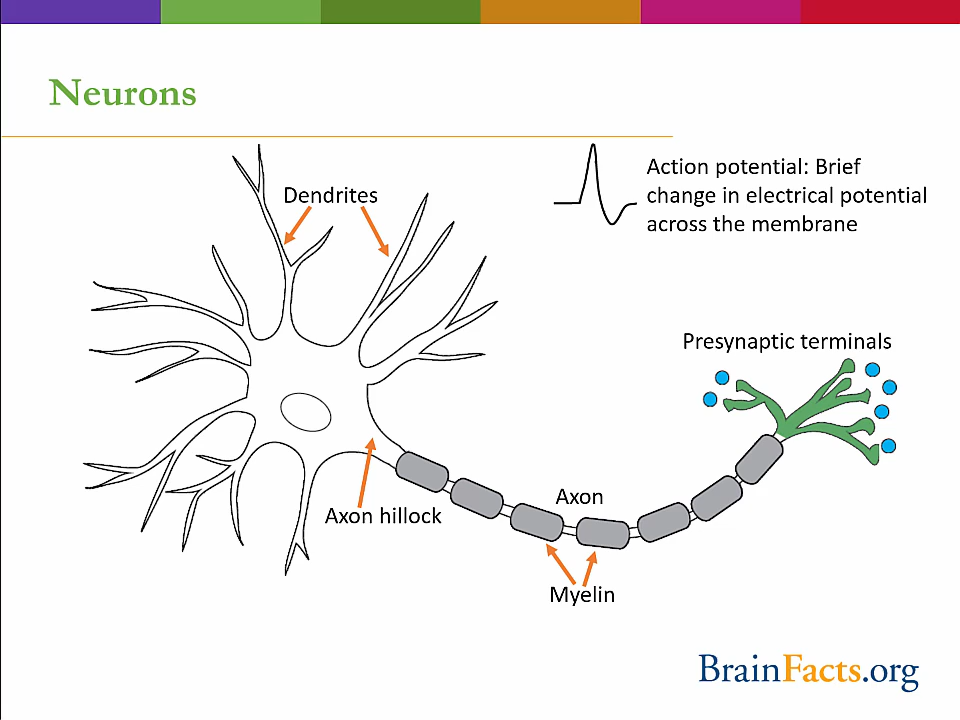 Neurons
Dendrites
Action potential: Brief
change in electrical potential
across the membrane
Presynaptic terminals
Axon
Axon hillock
Myelin
BrainFacts.org